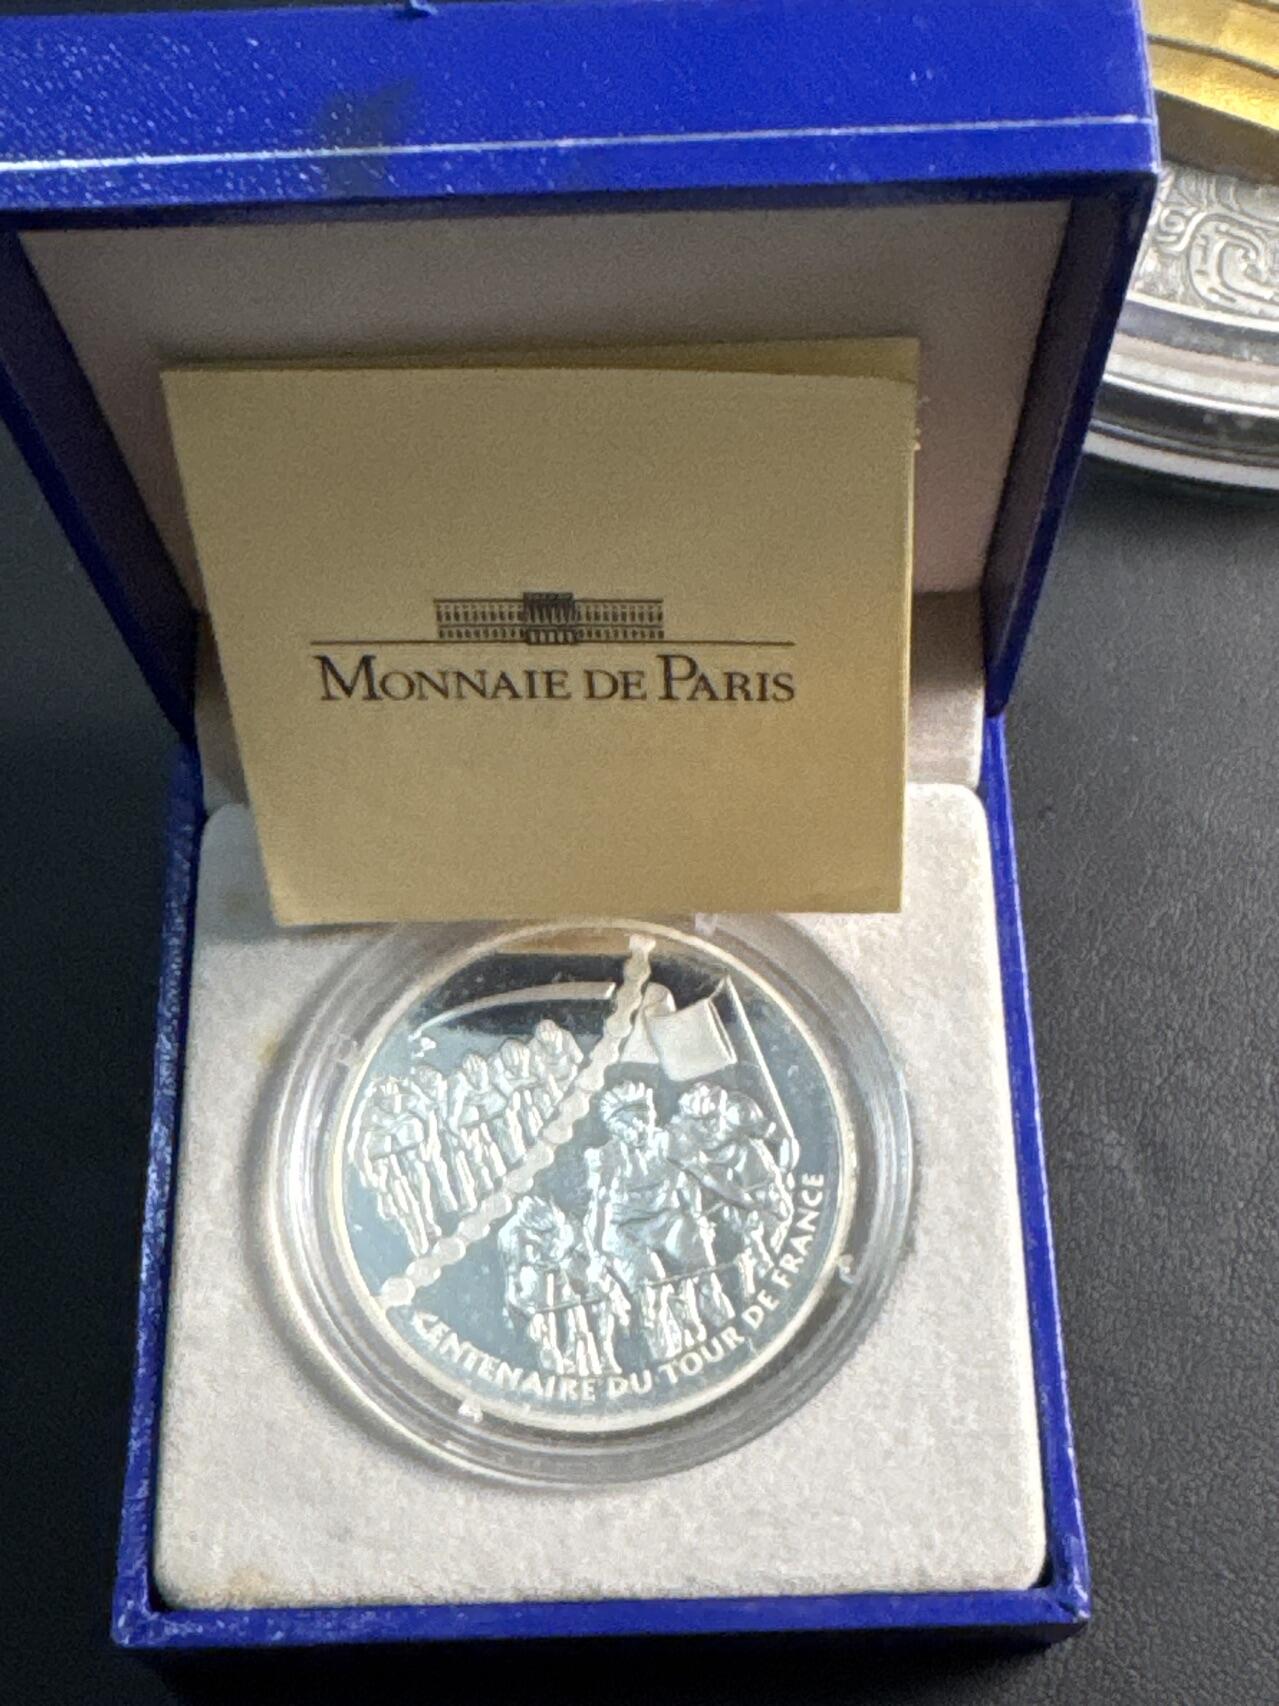 MONNAIE DE PARIS
CENTENAIRE DU TOUR DE FRANCE